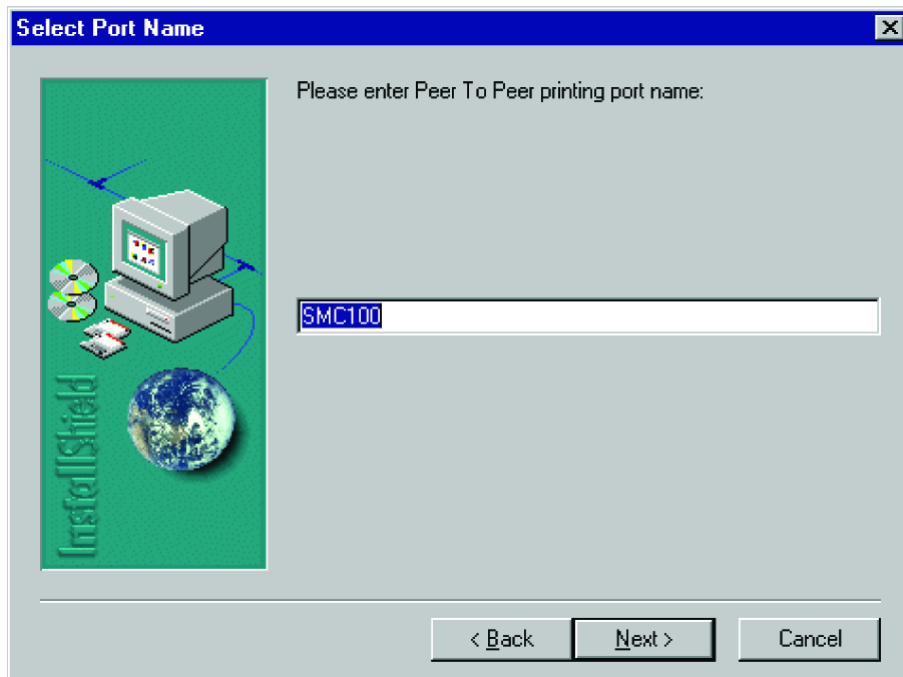 Select Port Name
Please enter Peer To Peer printing port name:
SMC100
InstallShield
< Back
Next >
Cancel